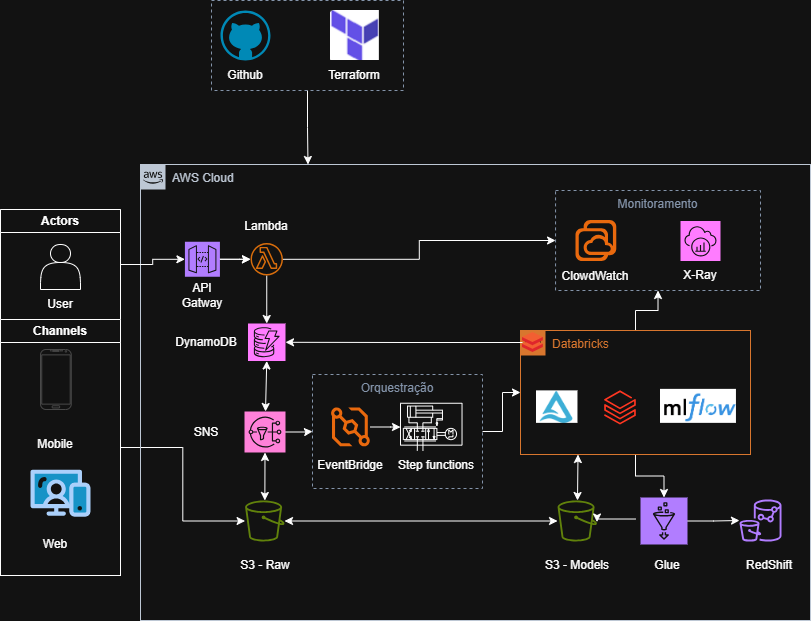 Github
Terraform
aws
AWS Cloud
Actors
User
Channels
Mobile
Web
Lambda
API
Gatway
DynamoDB
SNS
S3 - Raw
Monitoramento
ClowdWatch
X-Ray
Orquestração
EventBridge
Step functions
Databricks
mlflow
S3 - Models
Glue
RedShift